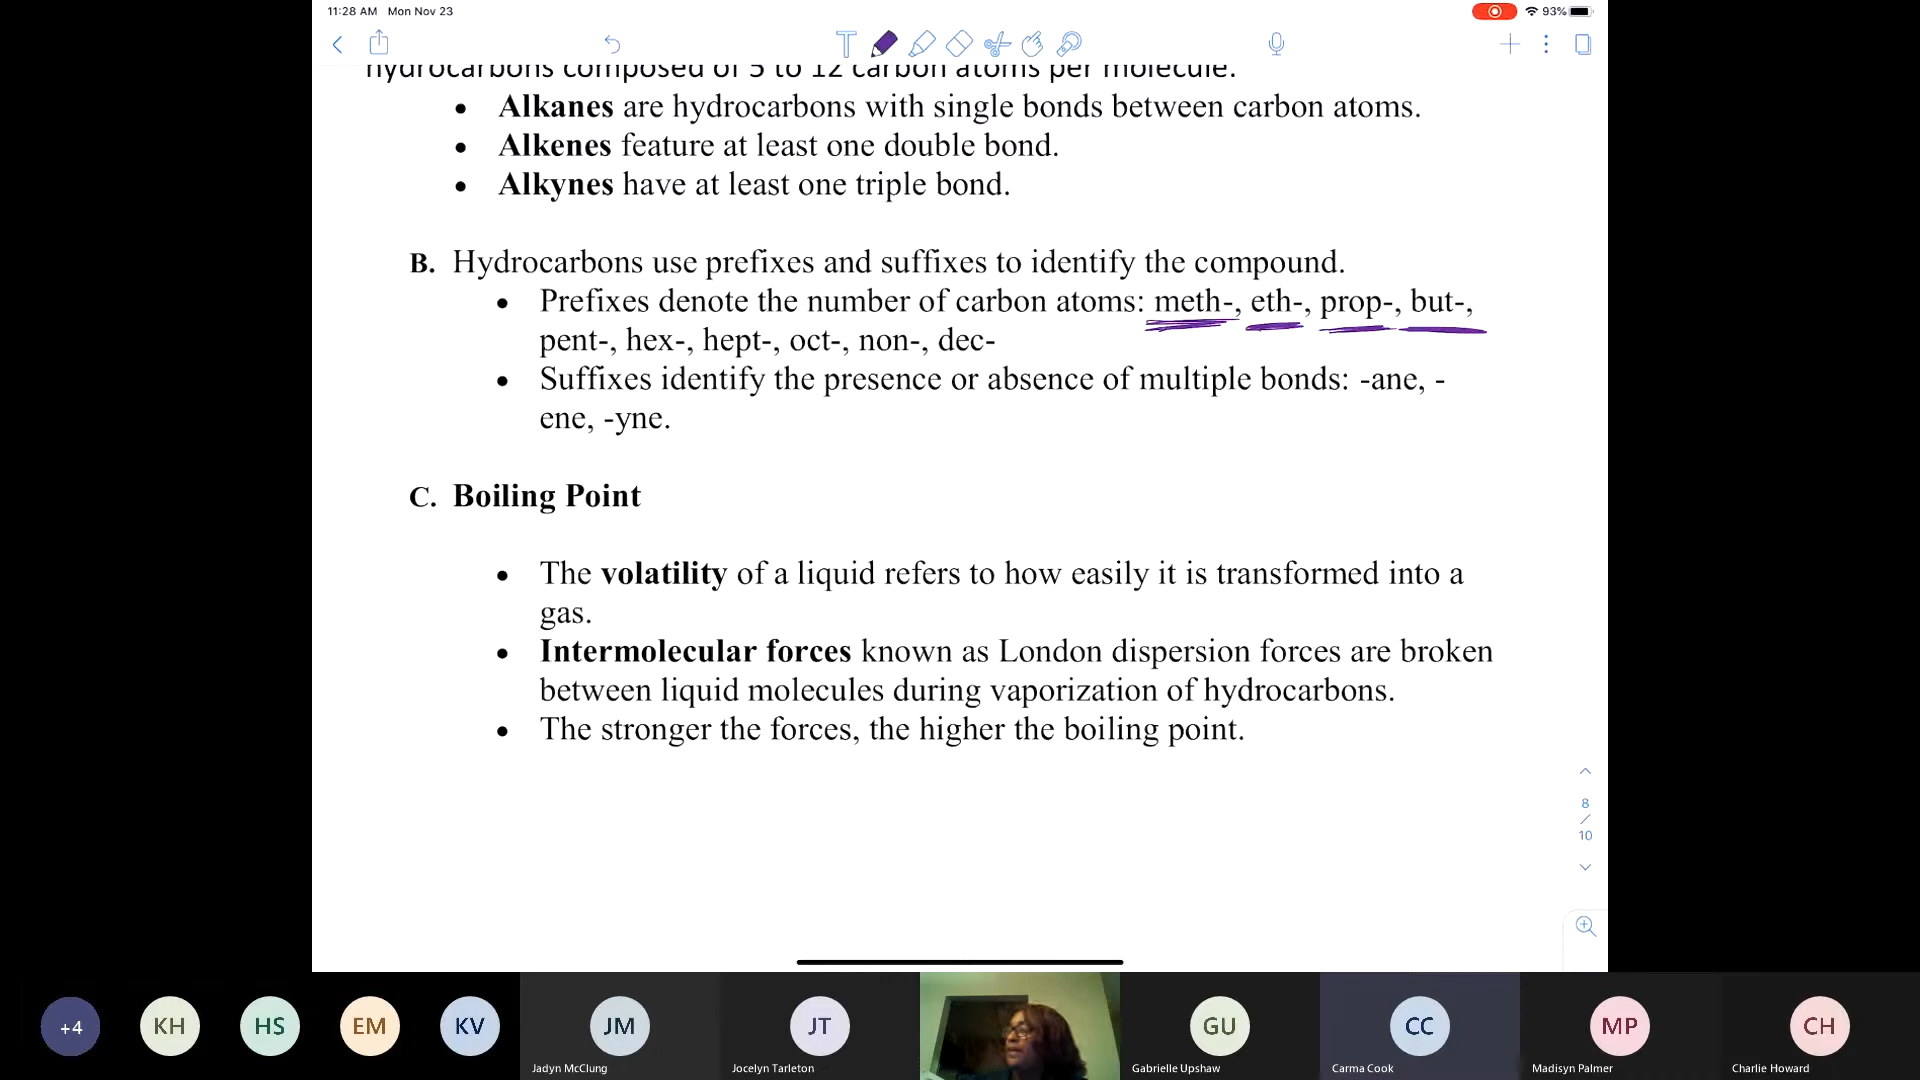 11:28 AM Mon Nov 23
93%
T
hydrocarbons composed of 5 to 12 carbon atoms per molecule.
• Alkanes are hydrocarbons with single bonds between carbon atoms.
• Alkenes feature at least one double bond.
• Alkynes have at least one triple bond.
B. Hydrocarbons use prefixes and suffixes to identify the compound.
• Prefixes denote the number of carbon atoms: meth-, eth-, prop-, but-,
pent-, hex-, hept-, oct-, non-, dec-
• Suffixes identify the presence or absence of multiple bonds: -ane, -
ene, -yne.
C. Boiling Point
• The volatility of a liquid refers to how easily it is transformed into a
gas.
• Intermolecular forces known as London dispersion forces are broken
between liquid molecules during vaporization of hydrocarbons.
• The stronger the forces, the higher the boiling point.
8
/
10
+4 KH HS EM KV JM JT GU CC MP CH
Jadyn McClung Jocelyn Tarleton Gabrielle Upshaw Carma Cook Madisyn Palmer Charlie Howard